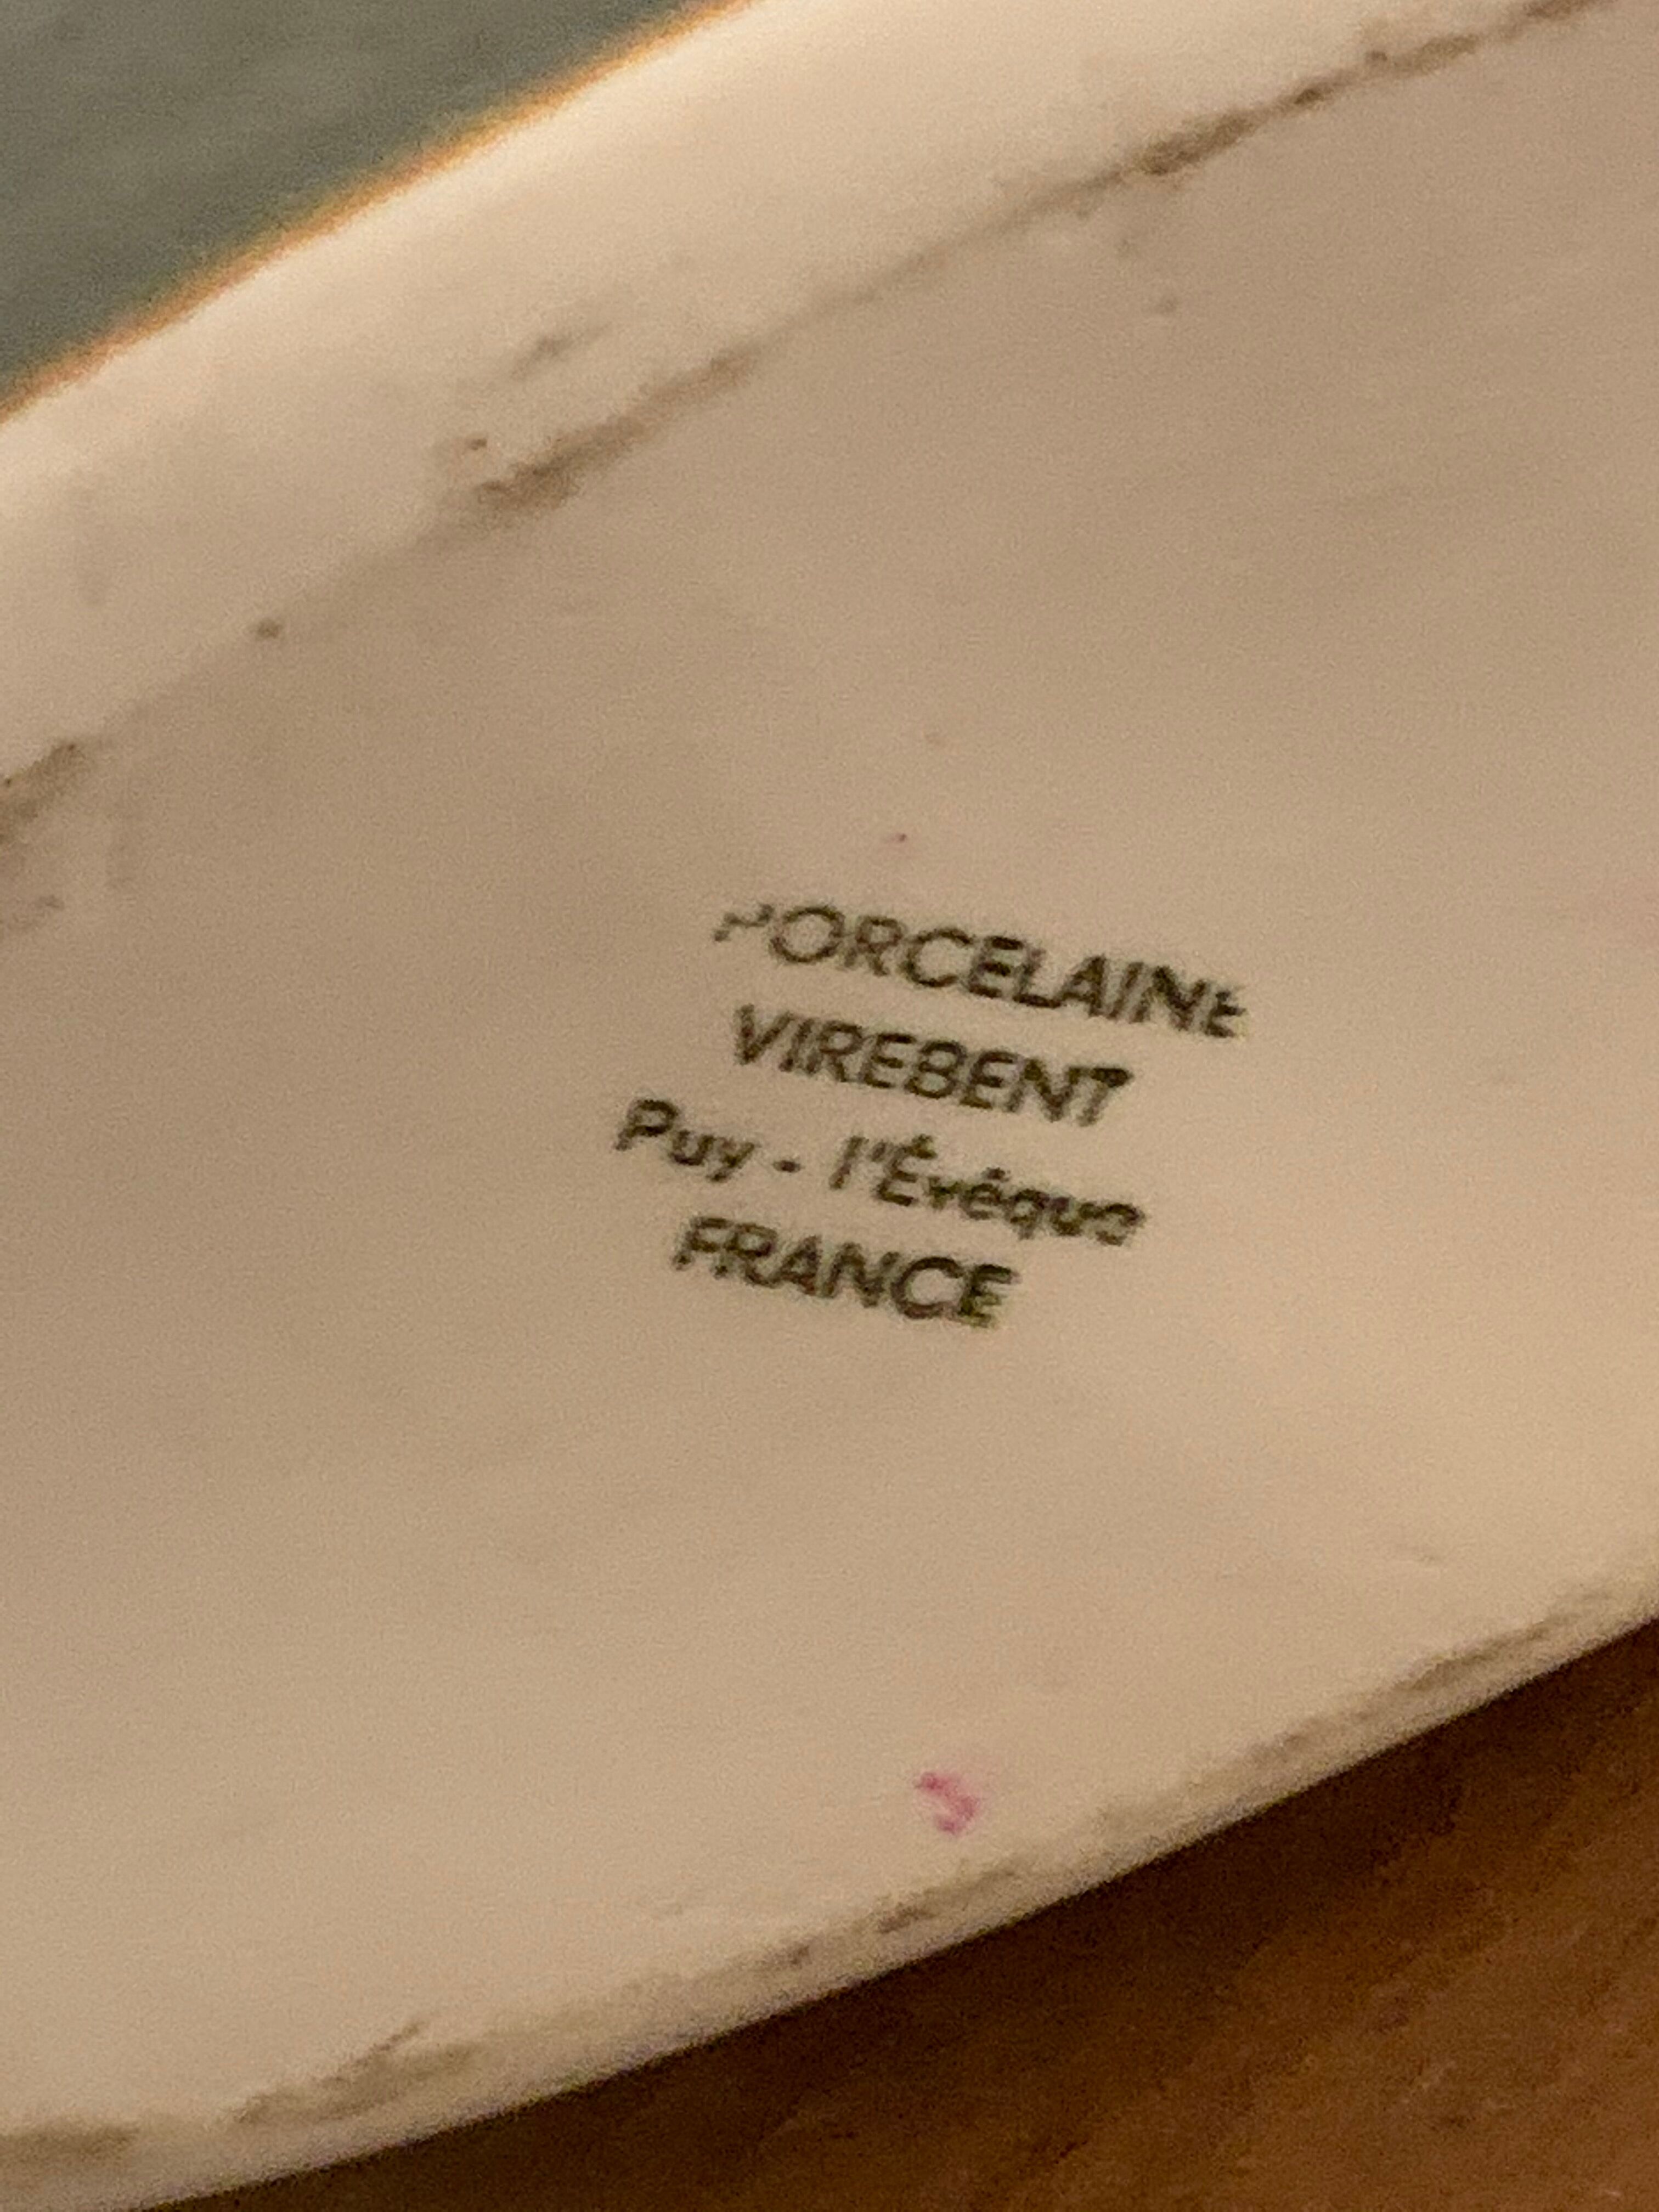 PORCELAINE
VIREBENT
Puy - l'Évêque
FRANCE